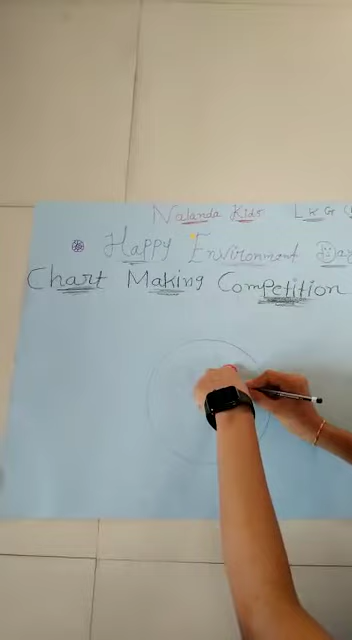 Nalanda Kids LKG
Happy Environment Day
Chart Making Competition